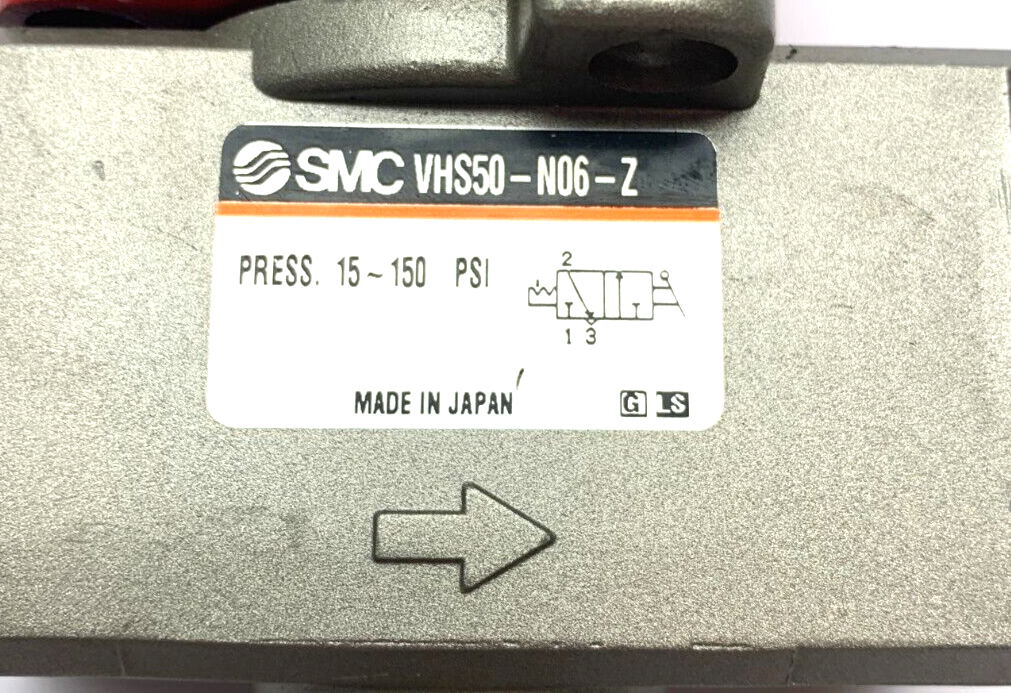 SMC VHS50-N06-Z
PRESS. 15~150 PSI
2
1 3
MADE IN JAPAN
G LS